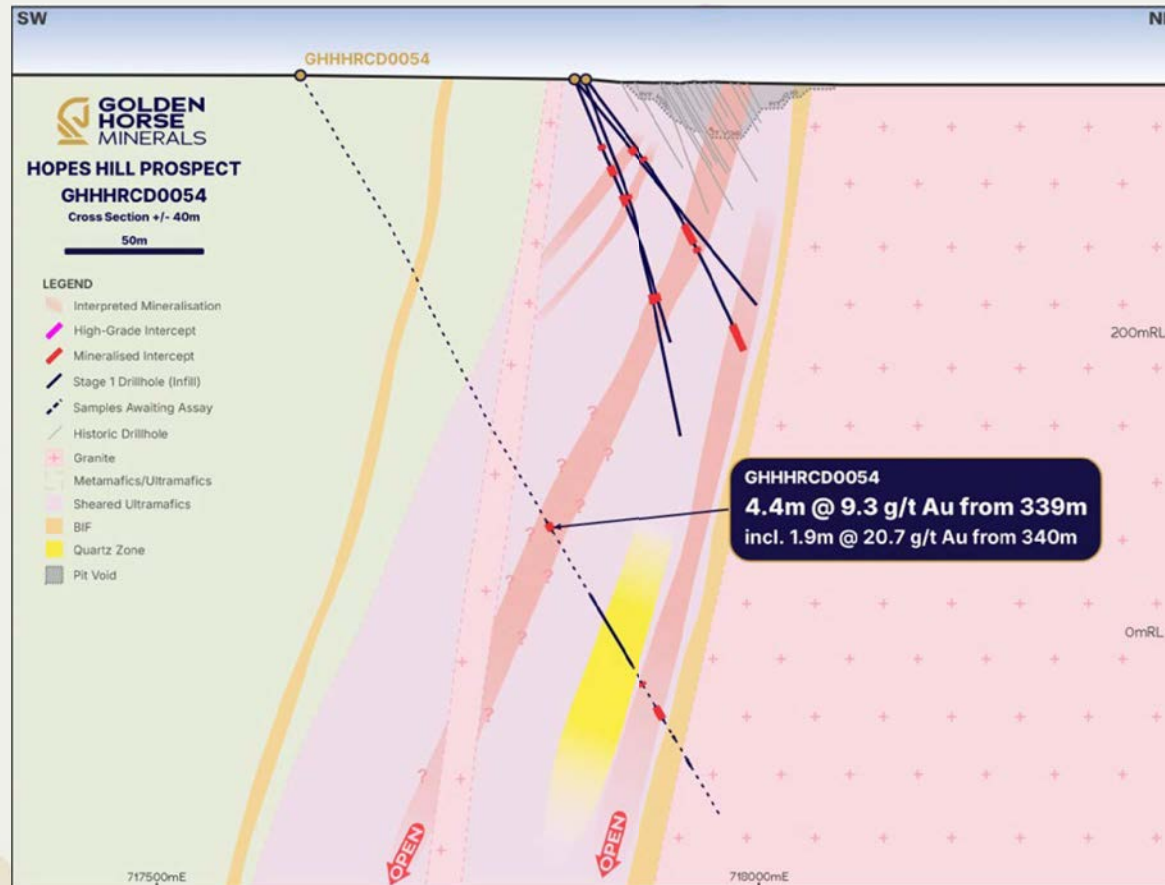 SW
NE
GHHHRCD0054
GOLDEN
HORSE
MINERALS
HOPES HILL PROSPECT
GHHHRCD0054
Cross Section +/- 40m
50m
LEGEND
Interpreted Mineralisation
High-Grade Intercept
Mineralised Intercept
Stage 1 Drillhole (Infill)
Samples Awaiting Assay
Historic Drillhole
Granite
Metamafics/Ultramafics
Sheared Ultramafics
BIF
Quartz Zone
Pit Void
200mRL
GHHHRCD0054
4.4m @ 9.3 g/t Au from 339m
incl. 1.9m @ 20.7 g/t Au from 340m
0mRL
?
?
?
?
?
?
?
?
?
?
OPEN
OPEN
717500mE
718000mE